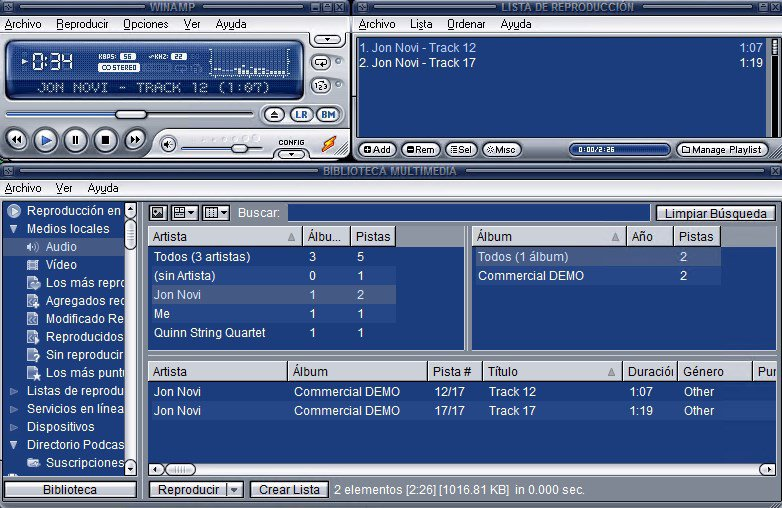 WINAMP
Archivo Reproducir Opciones Ver Ayuda
0:34
KBPS: 56 KHZ: 22
STEREO
JON NOVI - TRACK 12 (1:07)
LR BM
CONFIG
LISTA DE REPRODUCCIÓN
Archivo Lista Ordenar Ayuda
1. Jon Novi - Track 12 1:07
2. Jon Novi - Track 17 1:19
Add Rem Sel Misc 0:00/2:26 Manage Playlist
BIBLIOTECA MULTIMEDIA
Archivo Ver Ayuda
Reproducción en
Medios locales
Audio
Vídeo
Los más repro
Agregados rec
Modificado Re
Reproducidos
Sin reproducir
Los más puntu
Listas de reprodu
Servicios en línea
Dispositivos
Directorio Podcas
Suscripciones
Biblioteca
Buscar: Limpiar Búsqueda
Artista Álbu... Pistas
Todos (3 artistas) 3 5
(sin Artista) 0 1
Jon Novi 1 2
Me 1 1
Quinn String Quartet 1 1
Álbum Año Pistas
Todos (1 álbum) 2
Commercial DEMO 2
Artista Álbum Pista # Título Duración Género Pun
Jon Novi Commercial DEMO 12/17 Track 12 1:07 Other
Jon Novi Commercial DEMO 17/17 Track 17 1:19 Other
Reproducir Crear Lista 2 elementos [2:26] [1016.81 KB] in 0.000 sec.